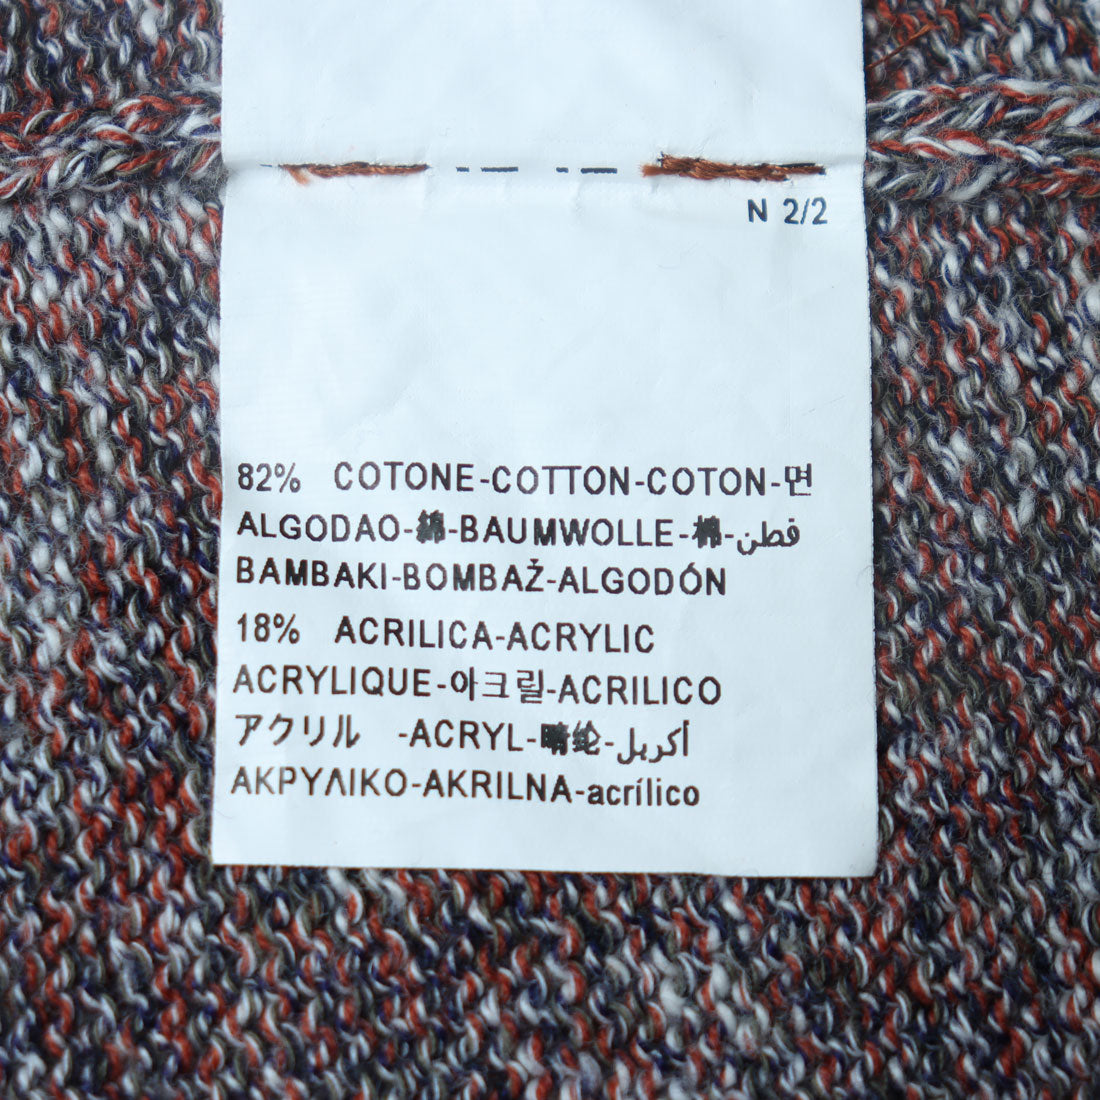 N 2/2
82% COTONE-COTTON-COTON-면
ALGODAO-綿-BAUMWOLLE-棉-قطن
BAMBAKI-BOMBAŽ-ALGODÓN
18% ACRILICA-ACRYLIC
ACRYLIQUE-아크릴-ACRILICO
アクリル -ACRYL-腈纶-أكريل
ΑΚΡΥΛΙΚΟ-AKRILNA-acrílico